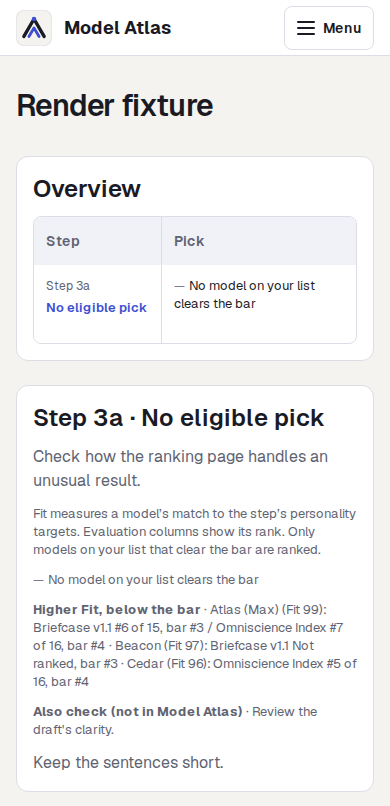 Model Atlas
Menu
Render fixture
Overview
Step
Pick
Step 3a
No eligible pick
— No model on your list
clears the bar
Step 3a · No eligible pick
Check how the ranking page handles an
unusual result.
Fit measures a model's match to the step's personality
targets. Evaluation columns show its rank. Only
models on your list that clear the bar are ranked.
— No model on your list clears the bar
Higher Fit, below the bar · Atlas (Max) (Fit 99):
Briefcase v1.1 #6 of 15, bar #3 / Omniscience Index #7
of 16, bar #4 · Beacon (Fit 97): Briefcase v1.1 Not
ranked, bar #3 · Cedar (Fit 96): Omniscience Index #5 of
16, bar #4
Also check (not in Model Atlas) · Review the
draft's clarity.
Keep the sentences short.